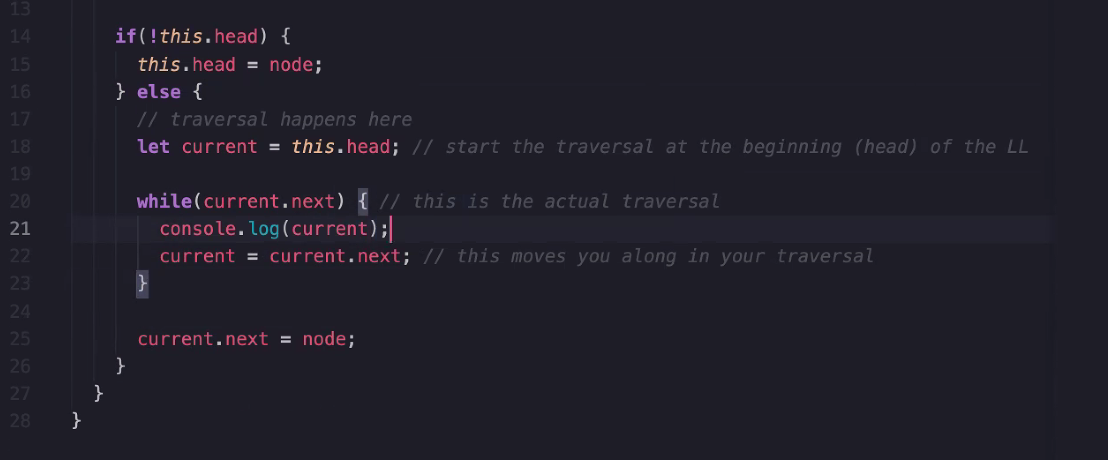 13
14 if(!this.head) {
15 this.head = node;
16 } else {
17 // traversal happens here
18 let current = this.head; // start the traversal at the beginning (head) of the LL
19
20 while(current.next) { // this is the actual traversal
21 console.log(current);
22 current = current.next; // this moves you along in your traversal
23 }
24
25 current.next = node;
26 }
27 }
28 }